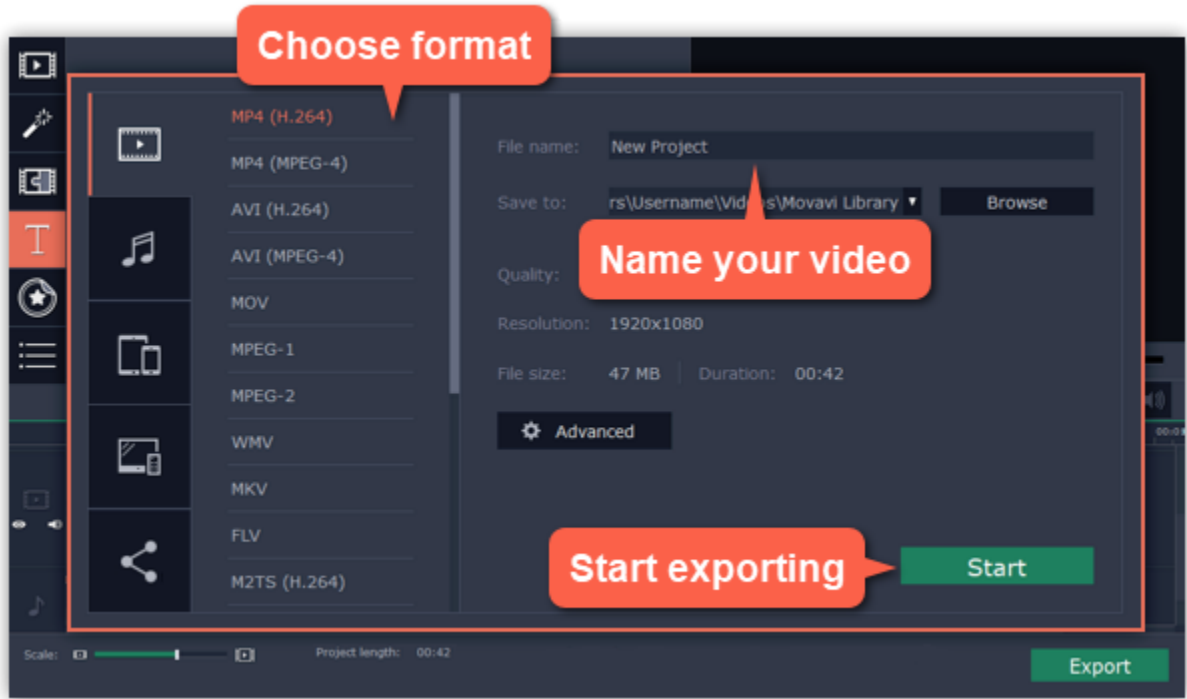 Choose format
MP4 (H.264)
MP4 (MPEG-4)
AVI (H.264)
AVI (MPEG-4)
MOV
MPEG-1
MPEG-2
WMV
MKV
FLV
M2TS (H.264)
File name: New Project
Save to: rs\Username\Videos\Movavi Library Browse
Name your video
Quality:
Resolution: 1920x1080
File size: 47 MB Duration: 00:42
Advanced
Start exporting
Start
Scale: Project length: 00:42
Export